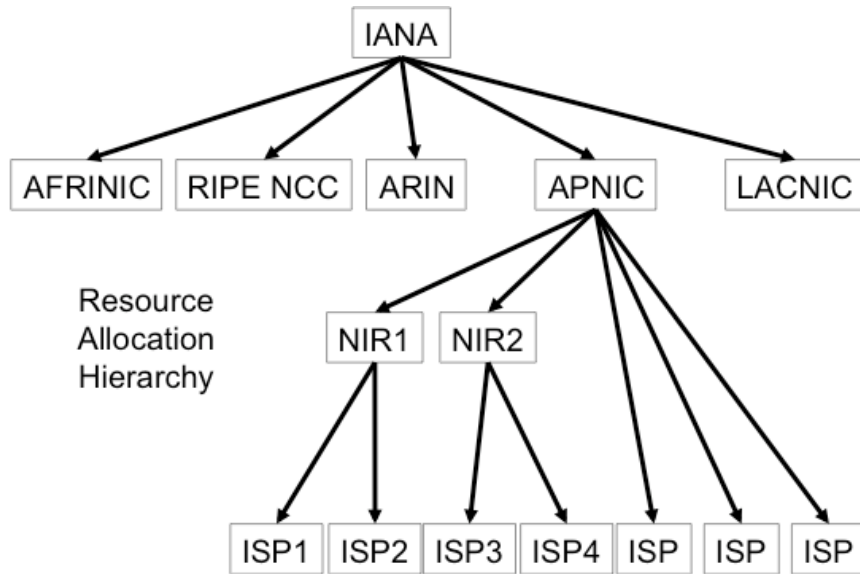 IANA
AFRINIC RIPE NCC ARIN APNIC LACNIC
Resource
Allocation
Hierarchy
NIR1 NIR2
ISP1 ISP2 ISP3 ISP4 ISP ISP ISP